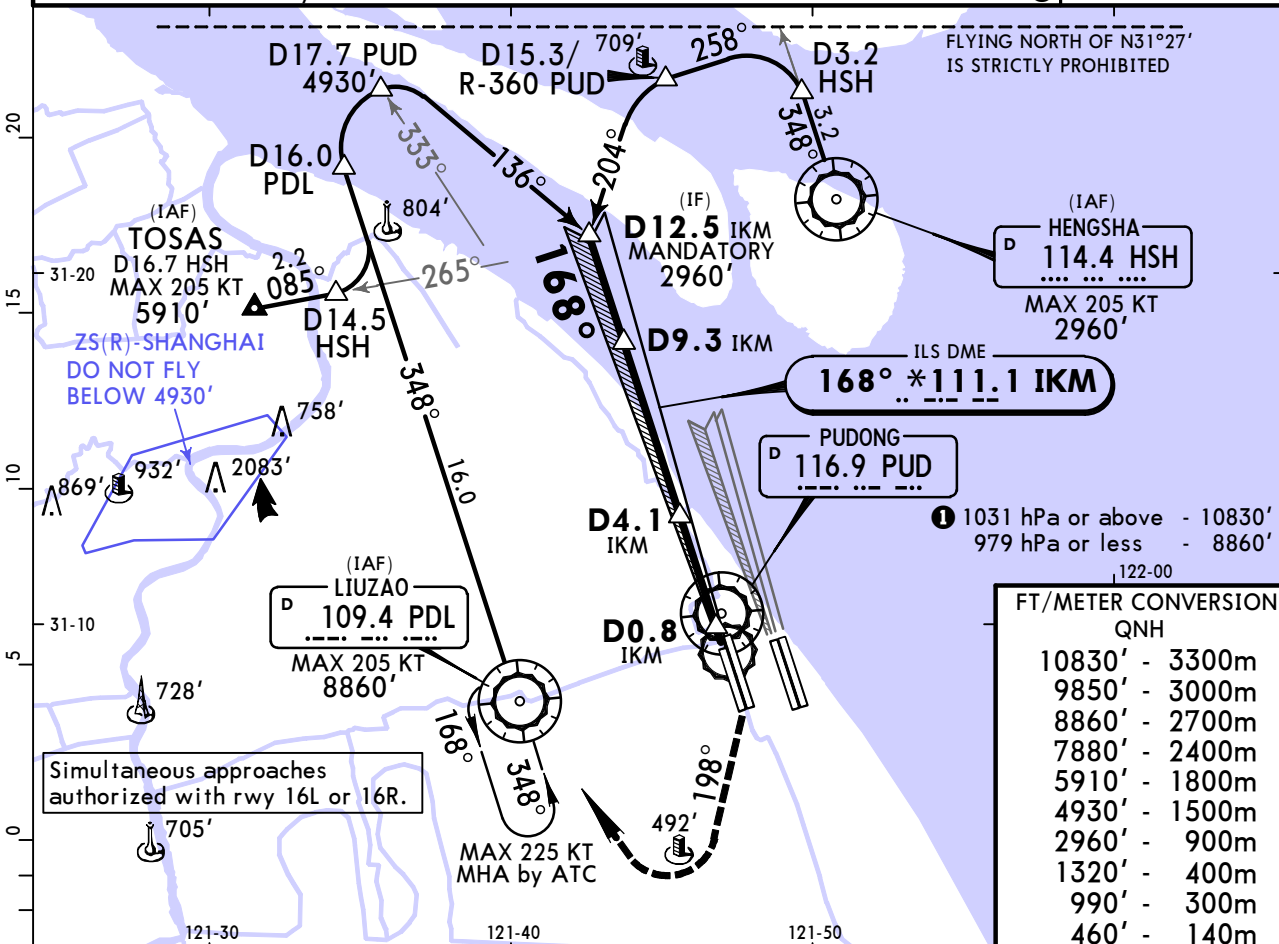 D17.7 PUD
4930'
D15.3/
R-360 PUD
709'
258°
D3.2
HSH
FLYING NORTH OF N31°27'
IS STRICTLY PROHIBITED
20
333°
136°
204°
3.2
348°
D16.0
PDL
804'
(IAF)
TOSAS
D16.7 HSH
MAX 205 KT
5910'
2.2
085°
265°
D14.5
HSH
(IF)
D12.5 IKM
MANDATORY
2960'
(IAF)
HENGSHA
D 114.4 HSH
MAX 205 KT
2960'
31-20
15
168°
ZS(R)-SHANGHAI
DO NOT FLY
BELOW 4930'
D9.3 IKM
ILS DME
168° *111.1 IKM
348°
758'
PUDONG
D 116.9 PUD
869'
932'
2083'
10
16.0
D4.1
IKM
❶ 1031 hPa or above - 10830'
979 hPa or less - 8860'
122-00
(IAF)
LIUZAO
D 109.4 PDL
MAX 205 KT
8860'
31-10
D0.8
IKM
5
728'
168°
348°
198°
Simultaneous approaches
authorized with rwy 16L or 16R.
705'
0
492'
MAX 225 KT
MHA by ATC
121-30
121-40
121-50
FT/METER CONVERSION
QNH
10830' - 3300m
9850' - 3000m
8860' - 2700m
7880' - 2400m
5910' - 1800m
4930' - 1500m
2960' - 900m
1320' - 400m
990' - 300m
460' - 140m